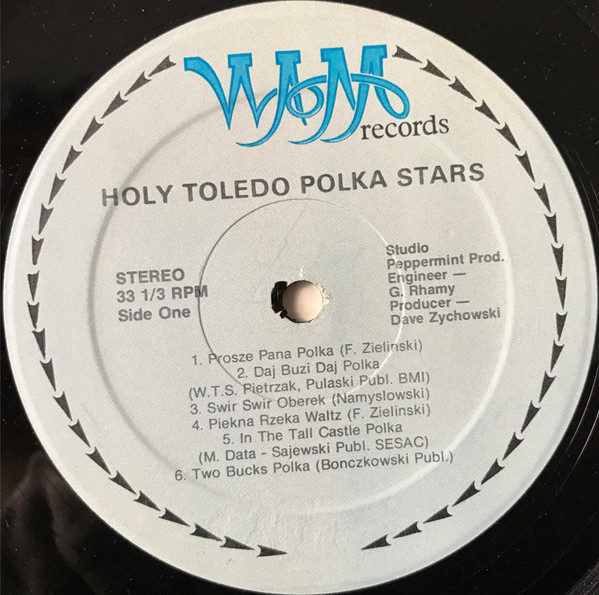 WAM
records
HOLY TOLEDO POLKA STARS
STEREO
33 1/3 RPM
Side One
Studio
Peppermint Prod.
Engineer —
G. Rhamy
Producer —
Dave Zychowski
1. Prosze Pana Polka (F. Zielinski)
2. Daj Buzi Daj Polka
(W.T.S. Pietrzak, Pulaski Publ. BMI)
3. Swir Swir Oberek (Namyslowski)
4. Piekna Rzeka Waltz (F. Zielinski)
5. In The Tall Castle Polka
(M. Data - Sajewski Publ. SESAC)
6. Two Bucks Polka (Bonczkowski Publ.)